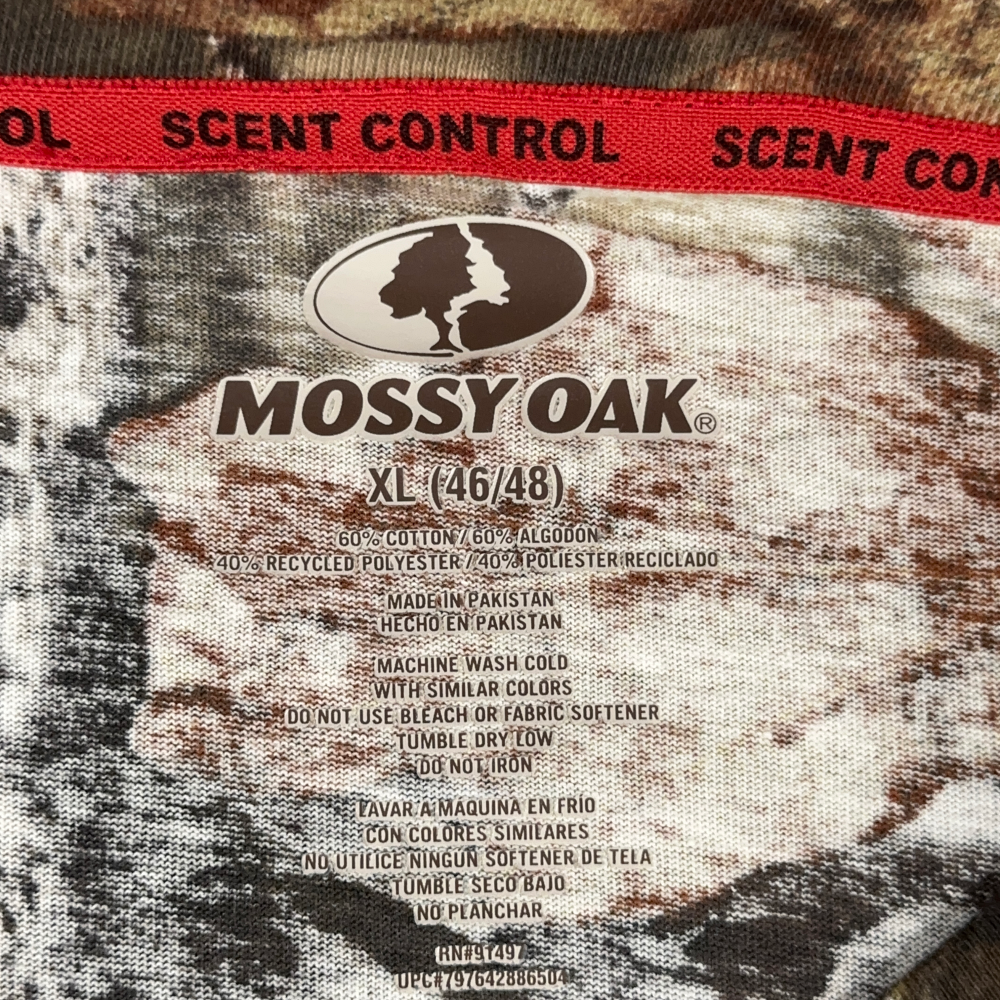 OL SCENT CONTROL SCENT CON
MOSSY OAK®
XL (46/48)
60% COTTON / 60% ALGODON
40% RECYCLED POLYESTER / 40% POLIESTER RECICLADO
MADE IN PAKISTAN
HECHO EN PAKISTAN
MACHINE WASH COLD
WITH SIMILAR COLORS
DO NOT USE BLEACH OR FABRIC SOFTENER
TUMBLE DRY LOW
DO NOT IRON
LAVAR A MAQUINA EN FRIO
CON COLORES SIMILARES
NO UTILICE NINGUN SOFTENER DE TELA
TUMBLE SECO BAJO
NO PLANCHAR
RN#91497
UPC#797642886504